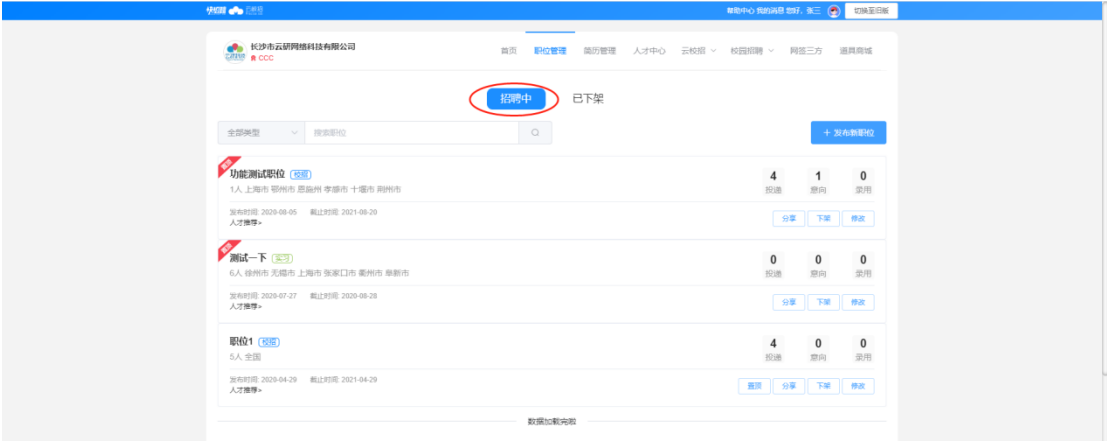 云校招 帮助中心 我的消息 您好，张三 切换至旧版
长沙市云研网络科技有限公司
CCC
首页 职位管理 简历管理 人才中心 云校招 校园招聘 网签三方 道具商城
招聘中 已下架
全部类型 搜索职位 + 发布新职位
功能测试职位 校招
1人 上海市 鄂州市 恩施州 孝感市 十堰市 荆州市
4 1 0
投递 意向 录用
发布时间: 2020-08-05 截止时间: 2021-08-20
人才推荐>
分享 下架 修改
测试一下 实习
6人 徐州市 无锡市 上海市 张家口市 衢州市 阜新市
0 0 0
投递 意向 录用
发布时间: 2020-07-27 截止时间: 2020-08-28
人才推荐>
分享 下架 修改
职位1 校招
5人 全国
4 0 0
投递 意向 录用
发布时间: 2020-04-29 截止时间: 2021-04-29
人才推荐>
置顶 分享 下架 修改
数据加载完啦